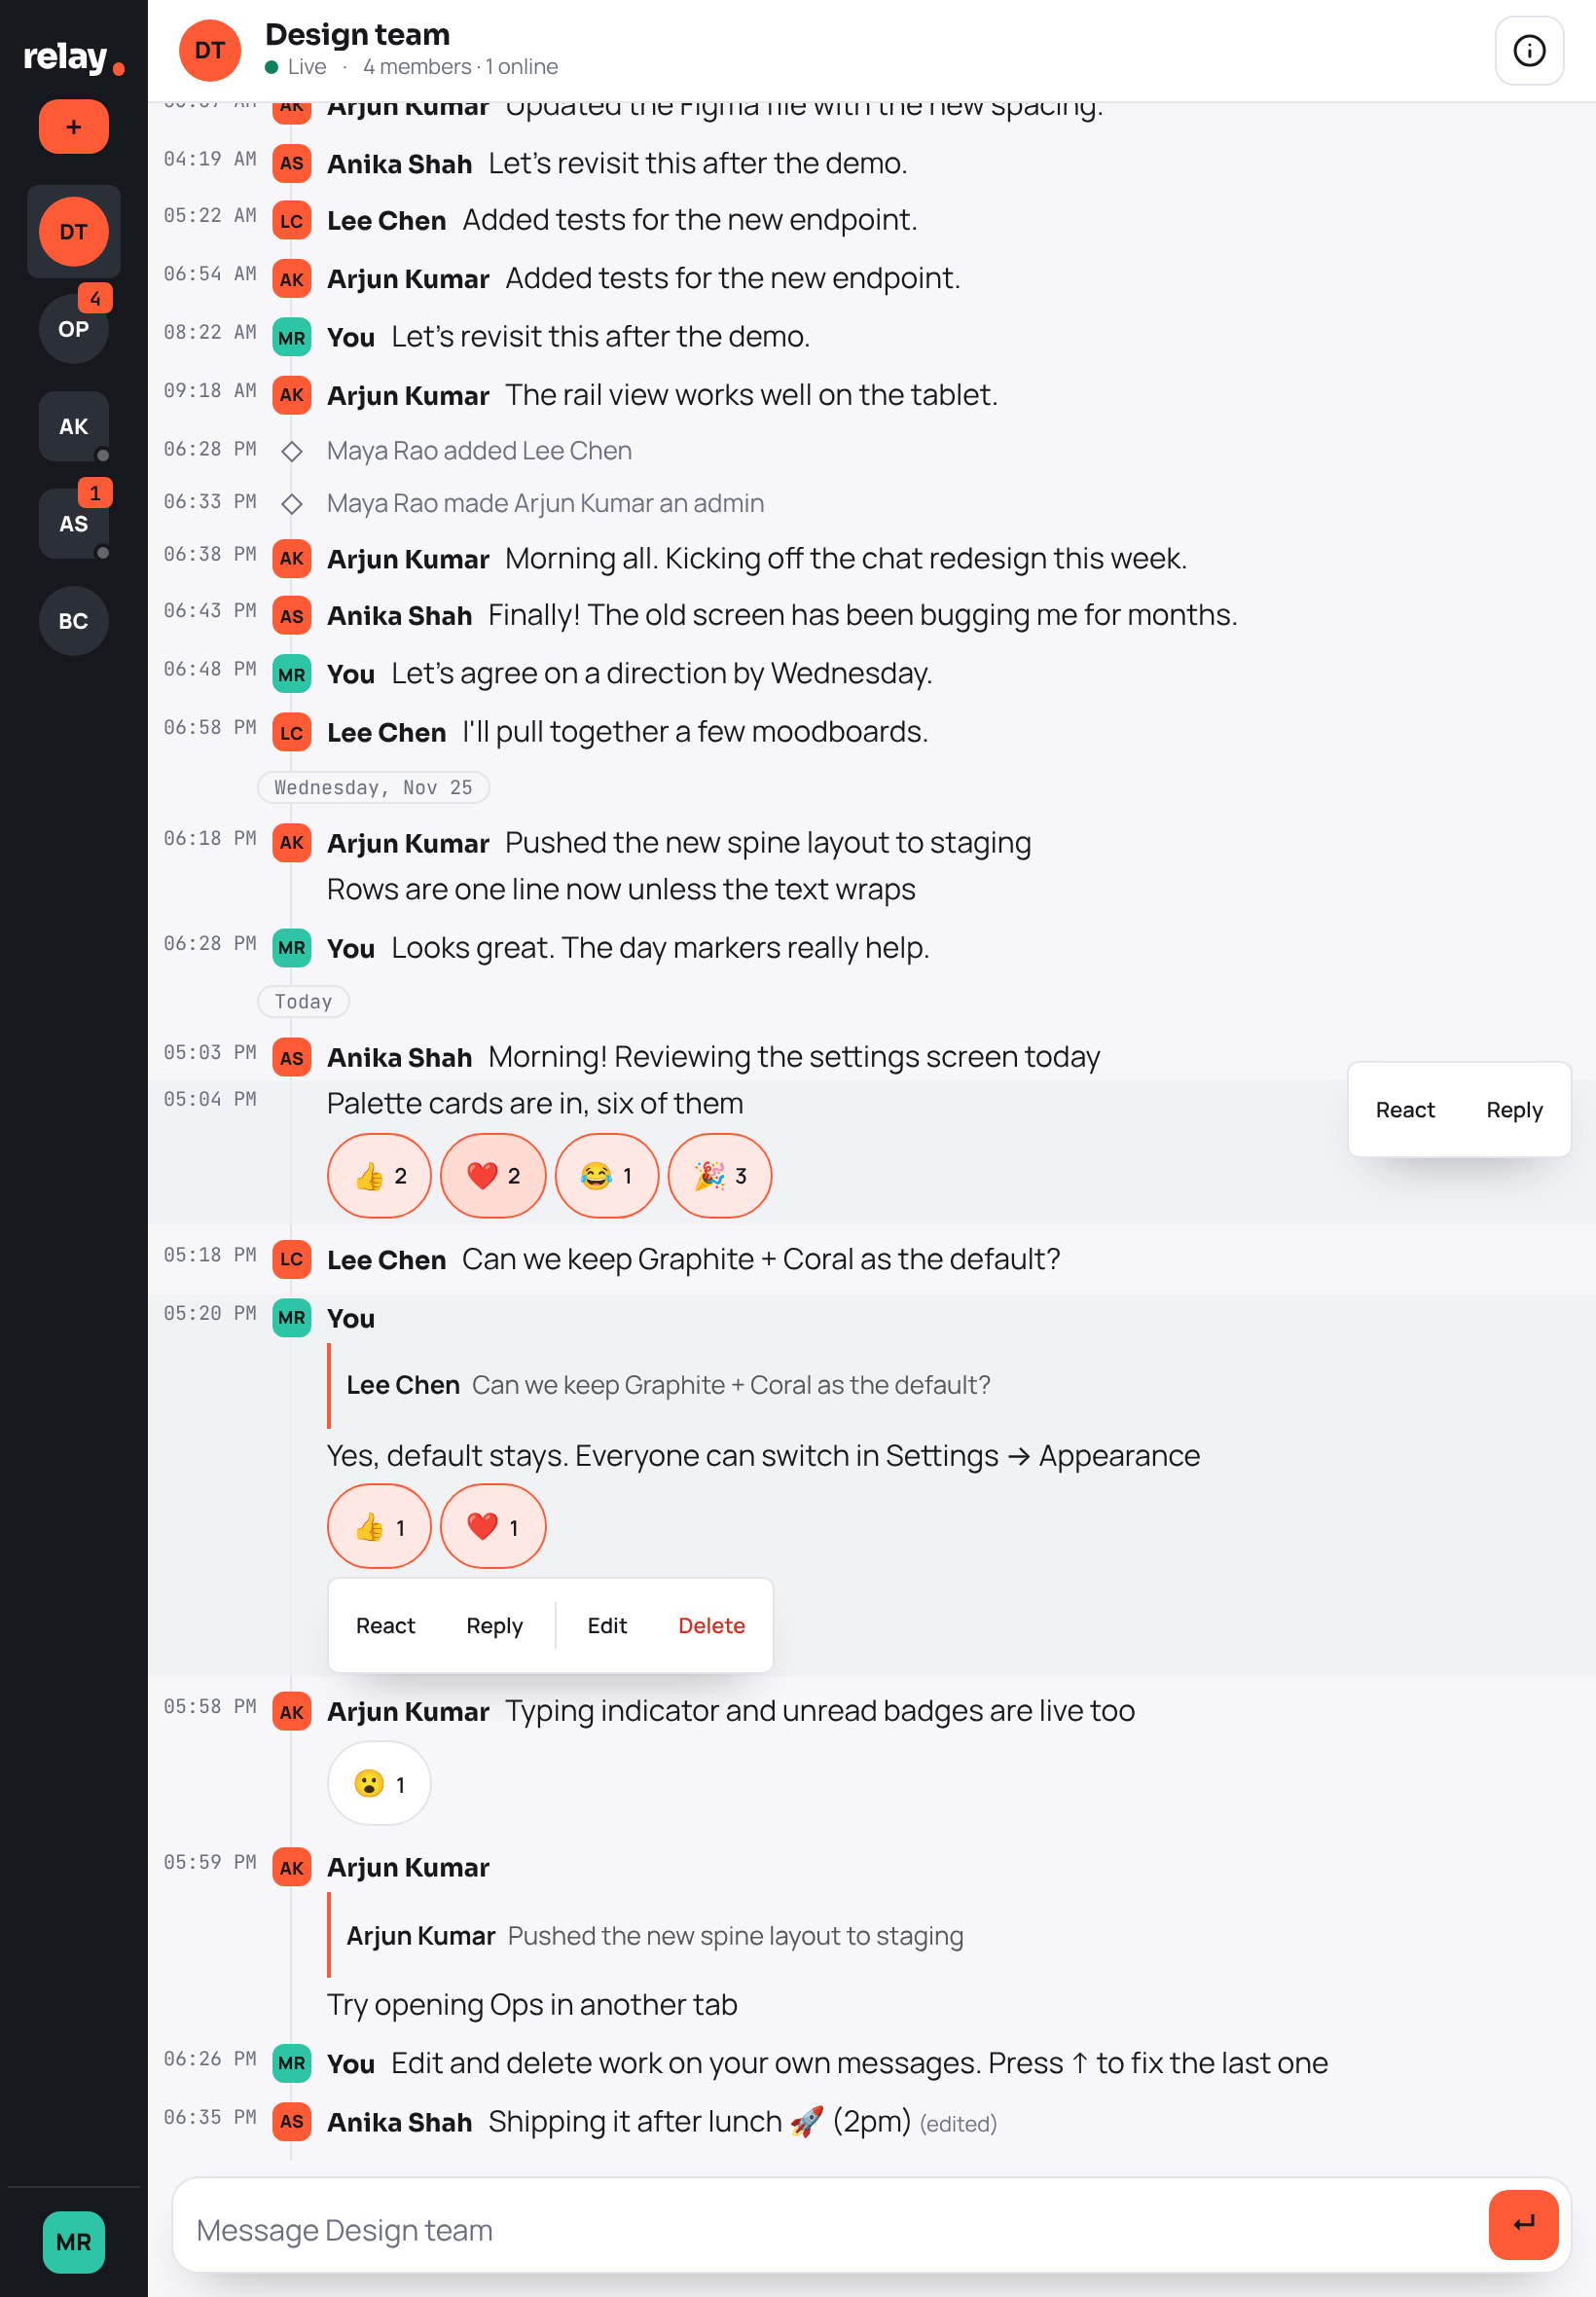 relay.
+
DT
4
OP
AK
1
AS
BC
MR
DT
Design team
Live · 4 members · 1 online
AK Arjun Kumar Updated the Figma file with the new spacing.
04:19 AM AS Anika Shah Let's revisit this after the demo.
05:22 AM LC Lee Chen Added tests for the new endpoint.
06:54 AM AK Arjun Kumar Added tests for the new endpoint.
08:22 AM MR You Let's revisit this after the demo.
09:18 AM AK Arjun Kumar The rail view works well on the tablet.
06:28 PM Maya Rao added Lee Chen
06:33 PM Maya Rao made Arjun Kumar an admin
06:38 PM AK Arjun Kumar Morning all. Kicking off the chat redesign this week.
06:43 PM AS Anika Shah Finally! The old screen has been bugging me for months.
06:48 PM MR You Let's agree on a direction by Wednesday.
06:58 PM LC Lee Chen I'll pull together a few moodboards.
Wednesday, Nov 25
06:18 PM AK Arjun Kumar Pushed the new spine layout to staging
Rows are one line now unless the text wraps
06:28 PM MR You Looks great. The day markers really help.
Today
05:03 PM AS Anika Shah Morning! Reviewing the settings screen today
05:04 PM Palette cards are in, six of them
React Reply
👍 2 ❤️ 2 😂 1 🎉 3
05:18 PM LC Lee Chen Can we keep Graphite + Coral as the default?
05:20 PM MR You
Lee Chen Can we keep Graphite + Coral as the default?
Yes, default stays. Everyone can switch in Settings → Appearance
👍 1 ❤️ 1
React Reply Edit Delete
05:58 PM AK Arjun Kumar Typing indicator and unread badges are live too
😮 1
05:59 PM AK Arjun Kumar
Arjun Kumar Pushed the new spine layout to staging
Try opening Ops in another tab
06:26 PM MR You Edit and delete work on your own messages. Press ↑ to fix the last one
06:35 PM AS Anika Shah Shipping it after lunch 🚀 (2pm) (edited)
Message Design team